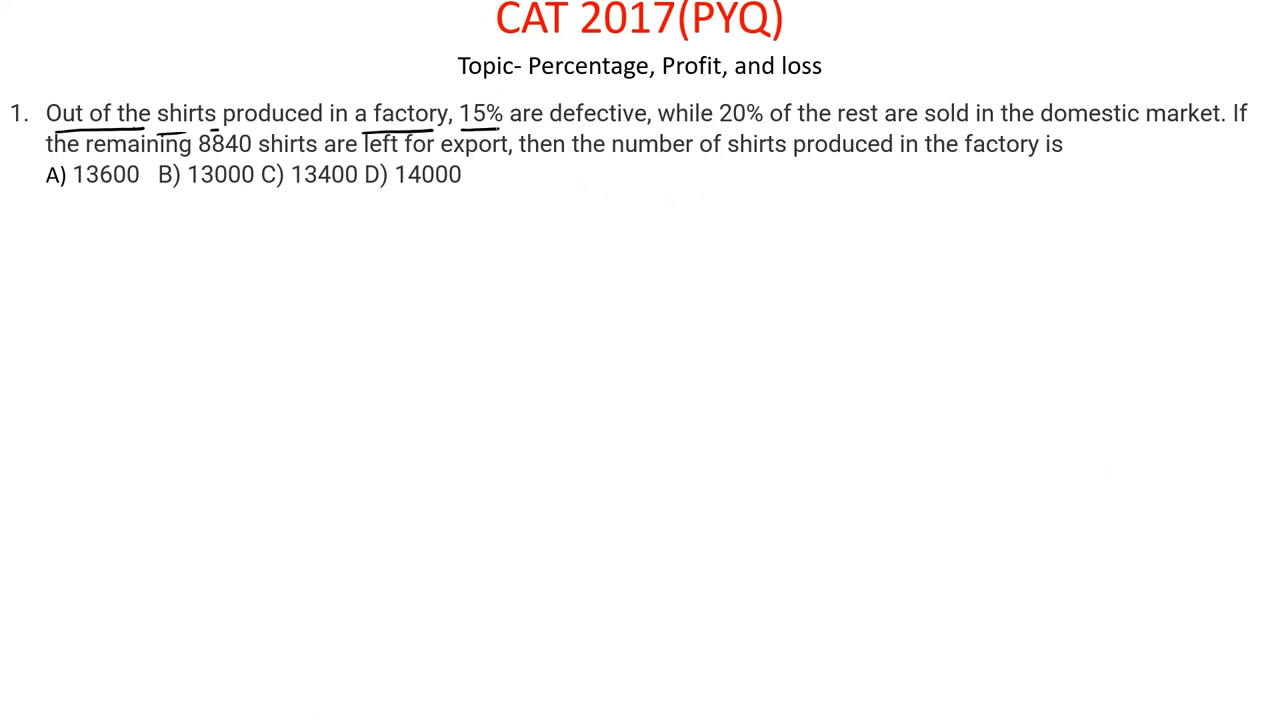 CAT 2017(PYQ)
Topic- Percentage, Profit, and loss
1. Out of the shirts produced in a factory, 15% are defective, while 20% of the rest are sold in the domestic market. If
the remaining 8840 shirts are left for export, then the number of shirts produced in the factory is
A) 13600 B) 13000 C) 13400 D) 14000